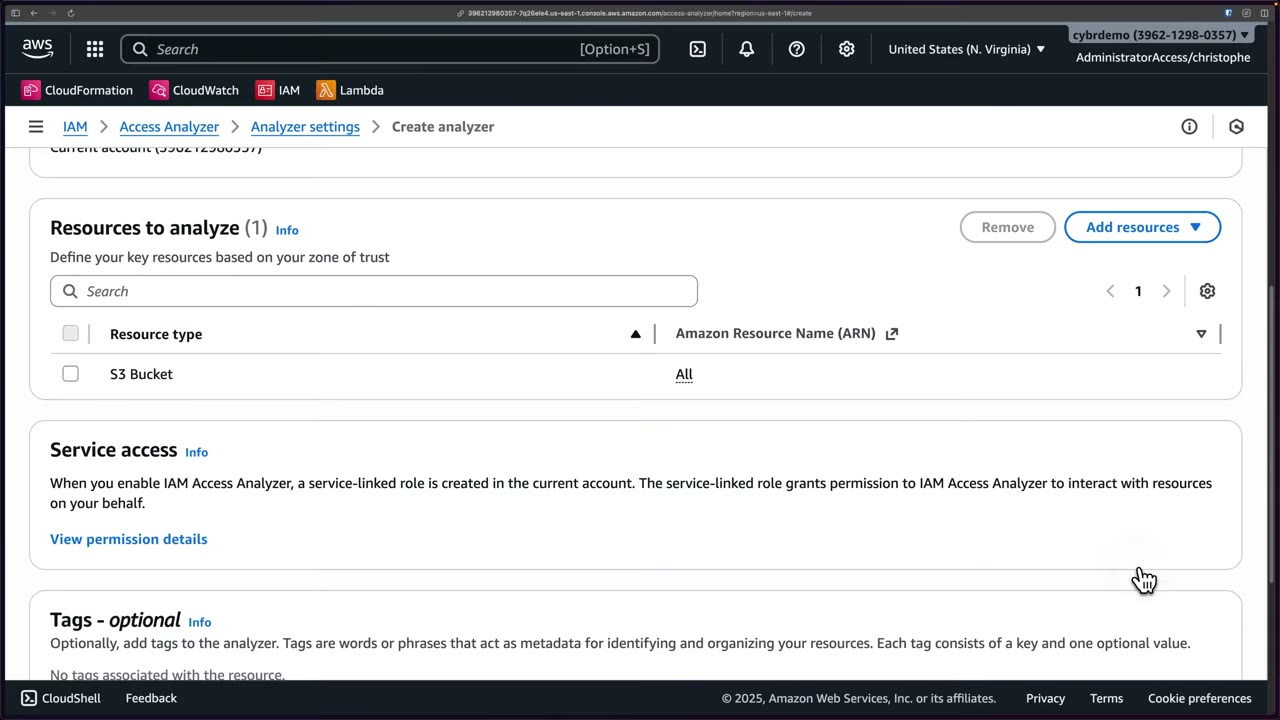 396212980357-7q26ele4.us-east-1.console.aws.amazon.com/access-analyzer/home?region=us-east-1#/create
aws
Search
[Option+S]
United States (N. Virginia)
cybrdemo (3962-1298-0357)
AdministratorAccess/christophe
CloudFormation
CloudWatch
IAM
Lambda
IAM
Access Analyzer
Analyzer settings
Create analyzer
Current account (396212980357)
Resources to analyze (1) Info
Remove
Add resources
Define your key resources based on your zone of trust
Search
1
Resource type
Amazon Resource Name (ARN)
S3 Bucket
All
Service access Info
When you enable IAM Access Analyzer, a service-linked role is created in the current account. The service-linked role grants permission to IAM Access Analyzer to interact with resources
on your behalf.
View permission details
Tags - optional Info
Optionally, add tags to the analyzer. Tags are words or phrases that act as metadata for identifying and organizing your resources. Each tag consists of a key and one optional value.
No tags associated with the resource.
CloudShell
Feedback
© 2025, Amazon Web Services, Inc. or its affiliates.
Privacy
Terms
Cookie preferences